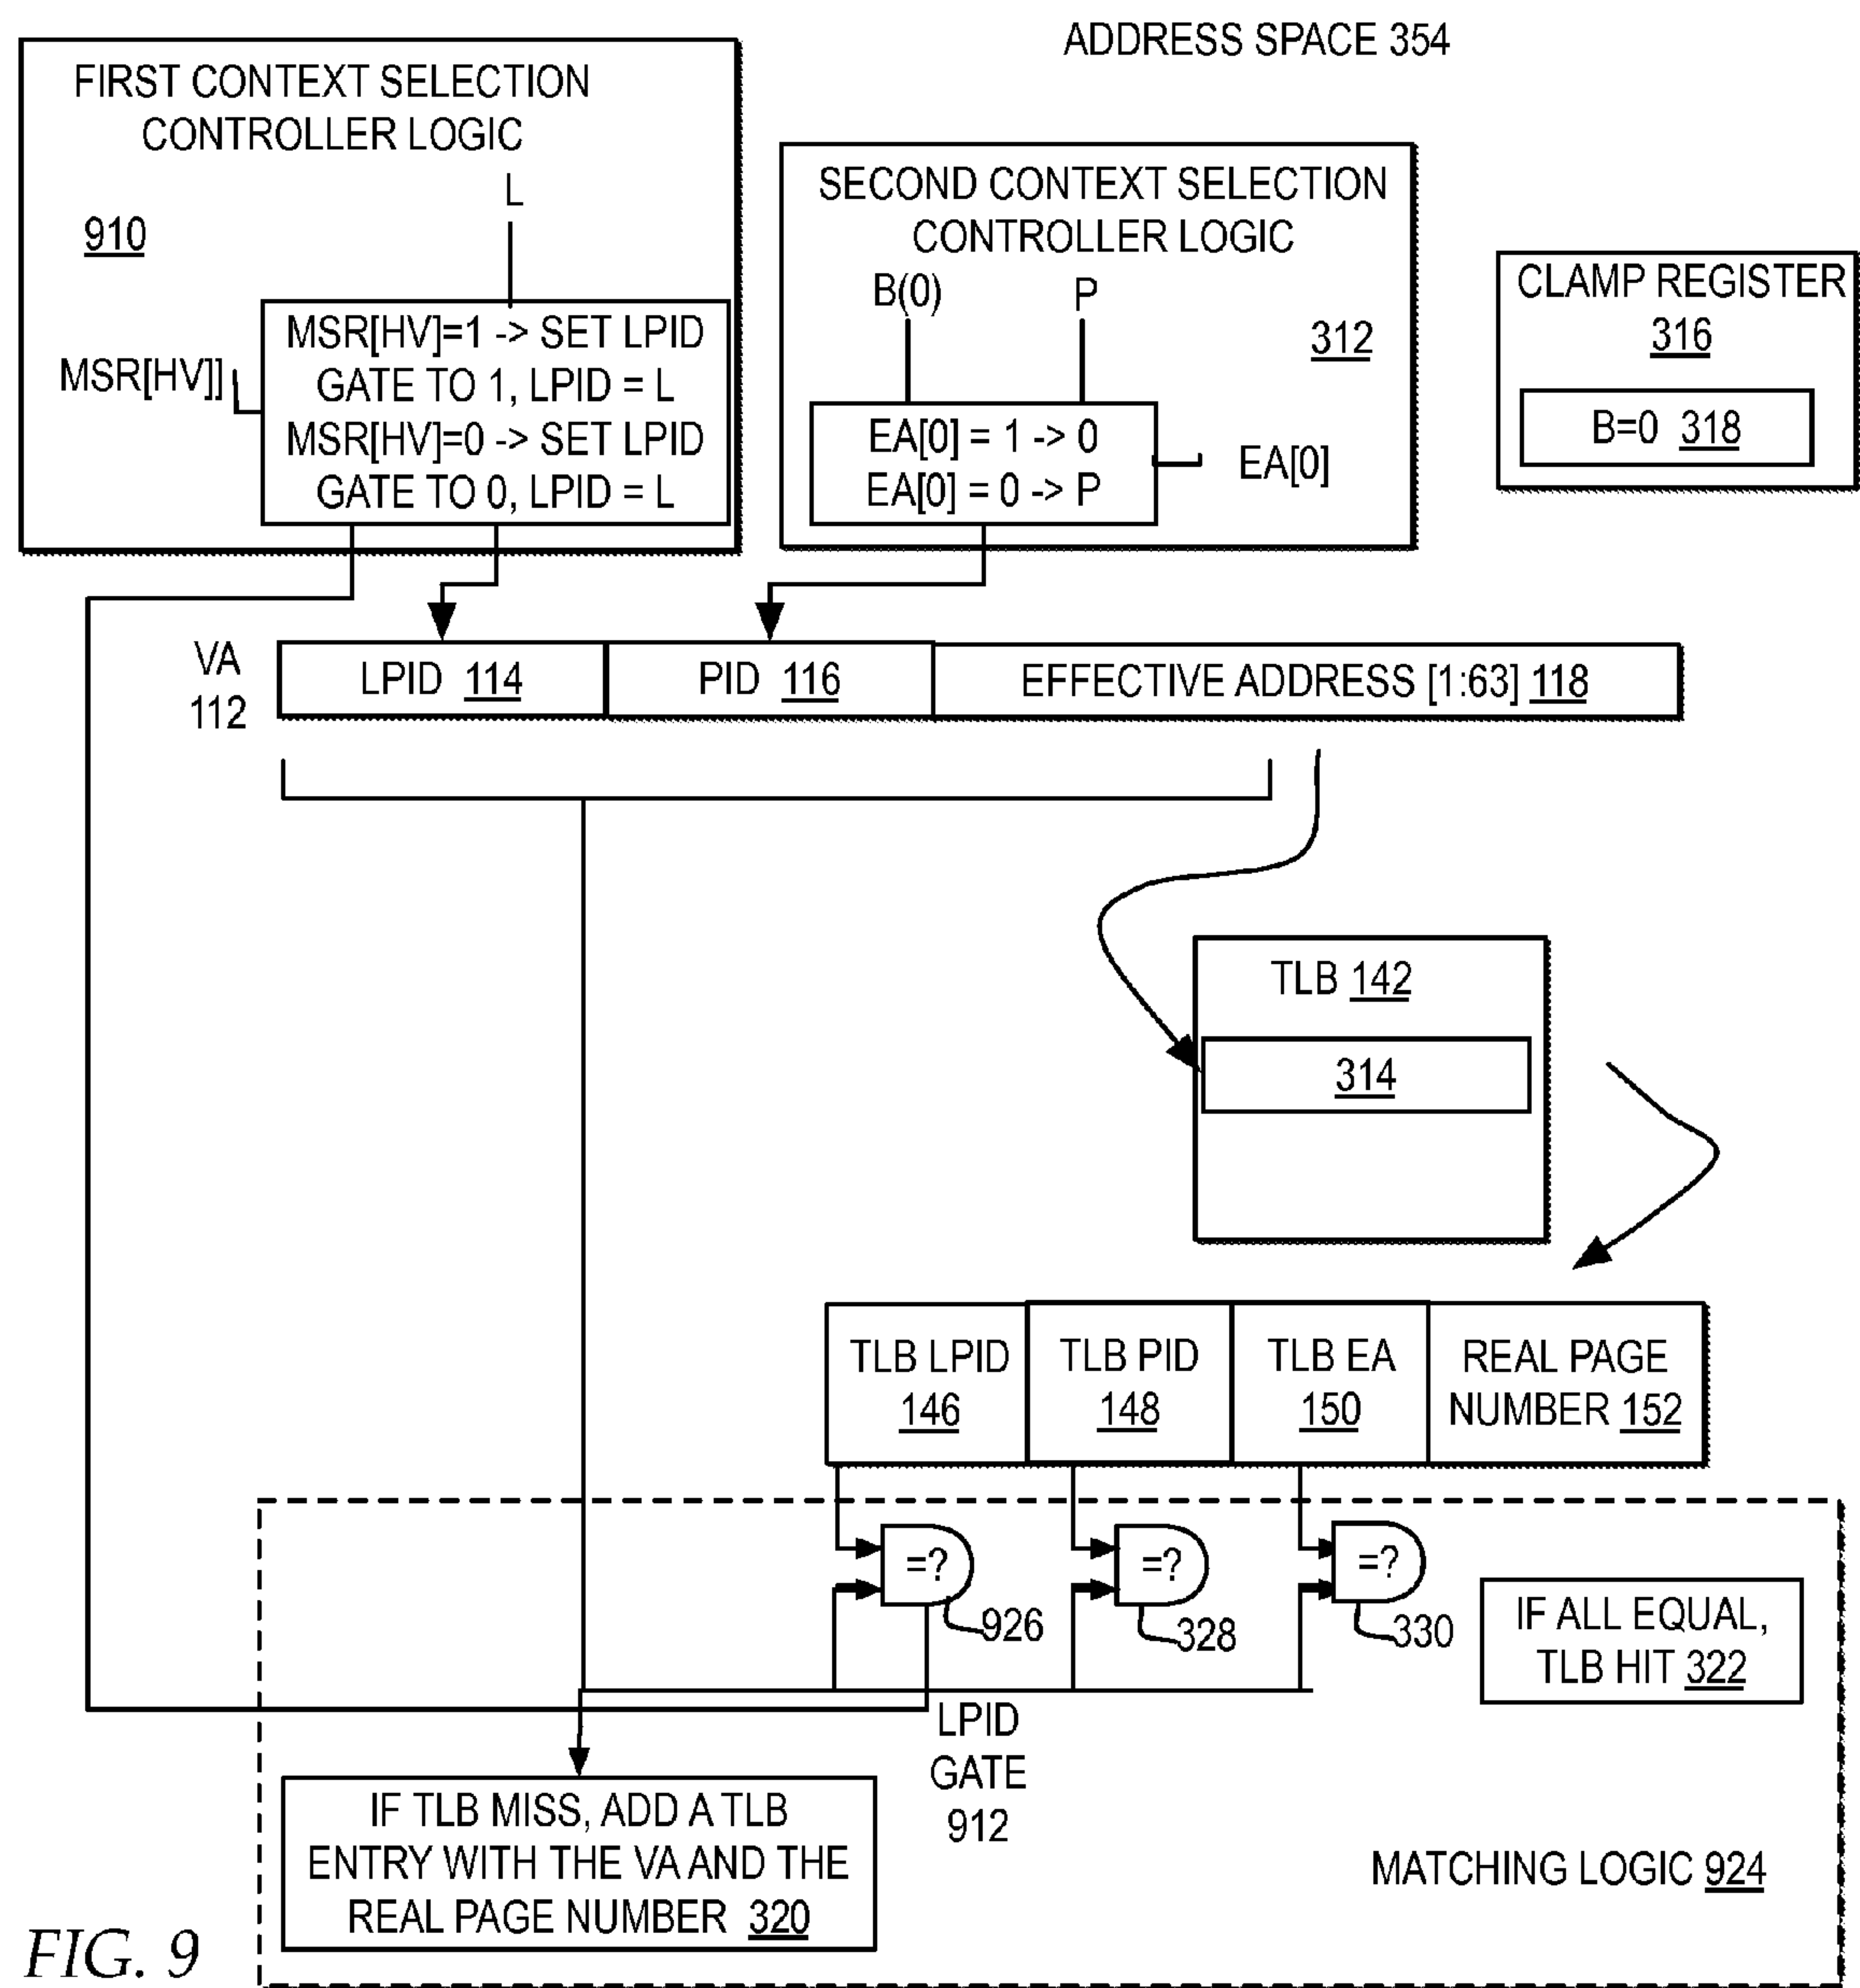 ADDRESS SPACE 354
FIRST CONTEXT SELECTION
CONTROLLER LOGIC
L
910
MSR[HV]]
MSR[HV]=1 -> SET LPID
GATE TO 1, LPID = L
MSR[HV]=0 -> SET LPID
GATE TO 0, LPID = L
SECOND CONTEXT SELECTION
CONTROLLER LOGIC
B(0)
P
312
EA[0] = 1 -> 0
EA[0] = 0 -> P
EA[0]
CLAMP REGISTER
316
B=0 318
VA
112
LPID 114
PID 116
EFFECTIVE ADDRESS [1:63] 118
TLB 142
314
TLB LPID
146
TLB PID
148
TLB EA
150
REAL PAGE
NUMBER 152
=?
=?
=?
926
328
330
IF ALL EQUAL,
TLB HIT 322
LPID
GATE
912
IF TLB MISS, ADD A TLB
ENTRY WITH THE VA AND THE
REAL PAGE NUMBER 320
MATCHING LOGIC 924
FIG. 9